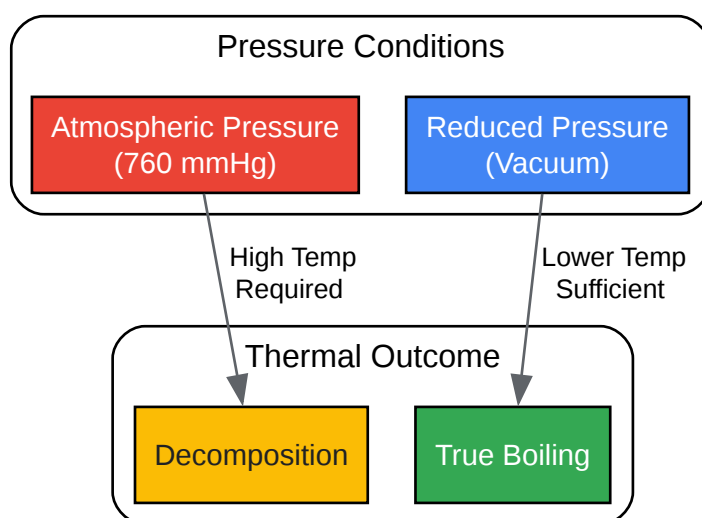 Pressure Conditions
Atmospheric Pressure
(760 mmHg)
Reduced Pressure
(Vacuum)
High Temp
Required
Lower Temp
Sufficient
Thermal Outcome
Decomposition
True Boiling